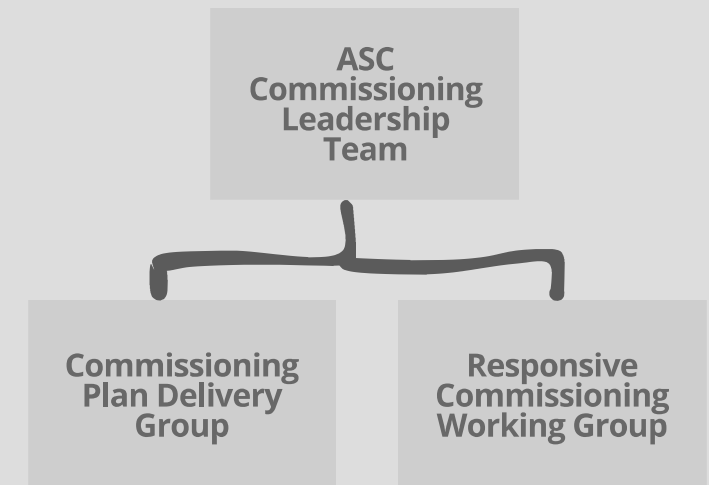 ASC
Commissioning
Leadership
Team
Commissioning
Plan Delivery
Group
Responsive
Commissioning
Working Group